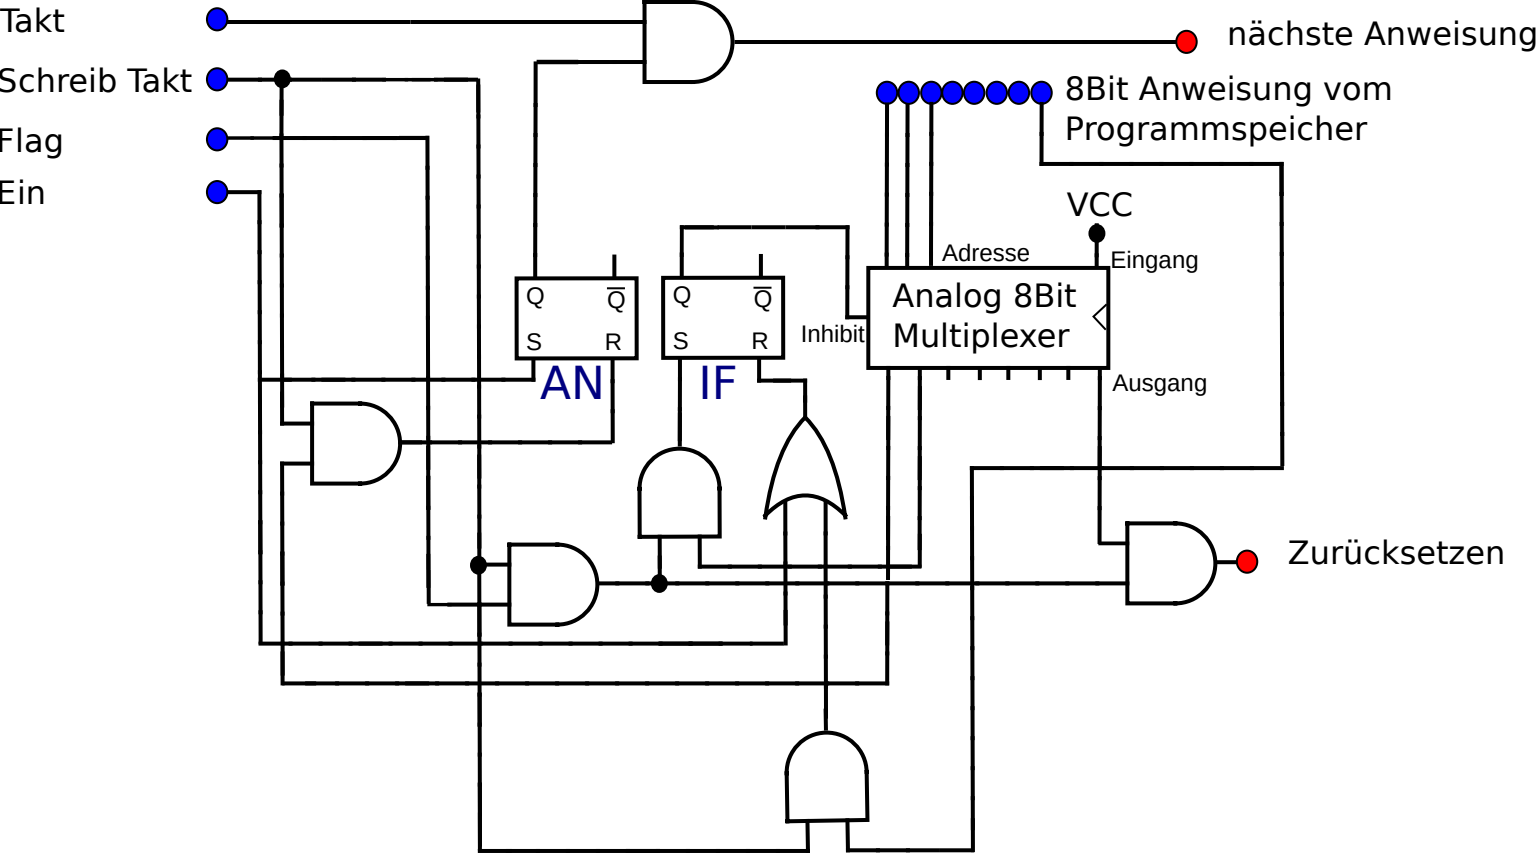 Takt
nächste Anweisung
Schreib Takt
8Bit Anweisung vom
Programmspeicher
Flag
Ein
VCC
Adresse
Eingang
Q Q
S R
AN
Q Q
S R
IF
Inhibit
Analog 8Bit
Multiplexer
Ausgang
Zurücksetzen